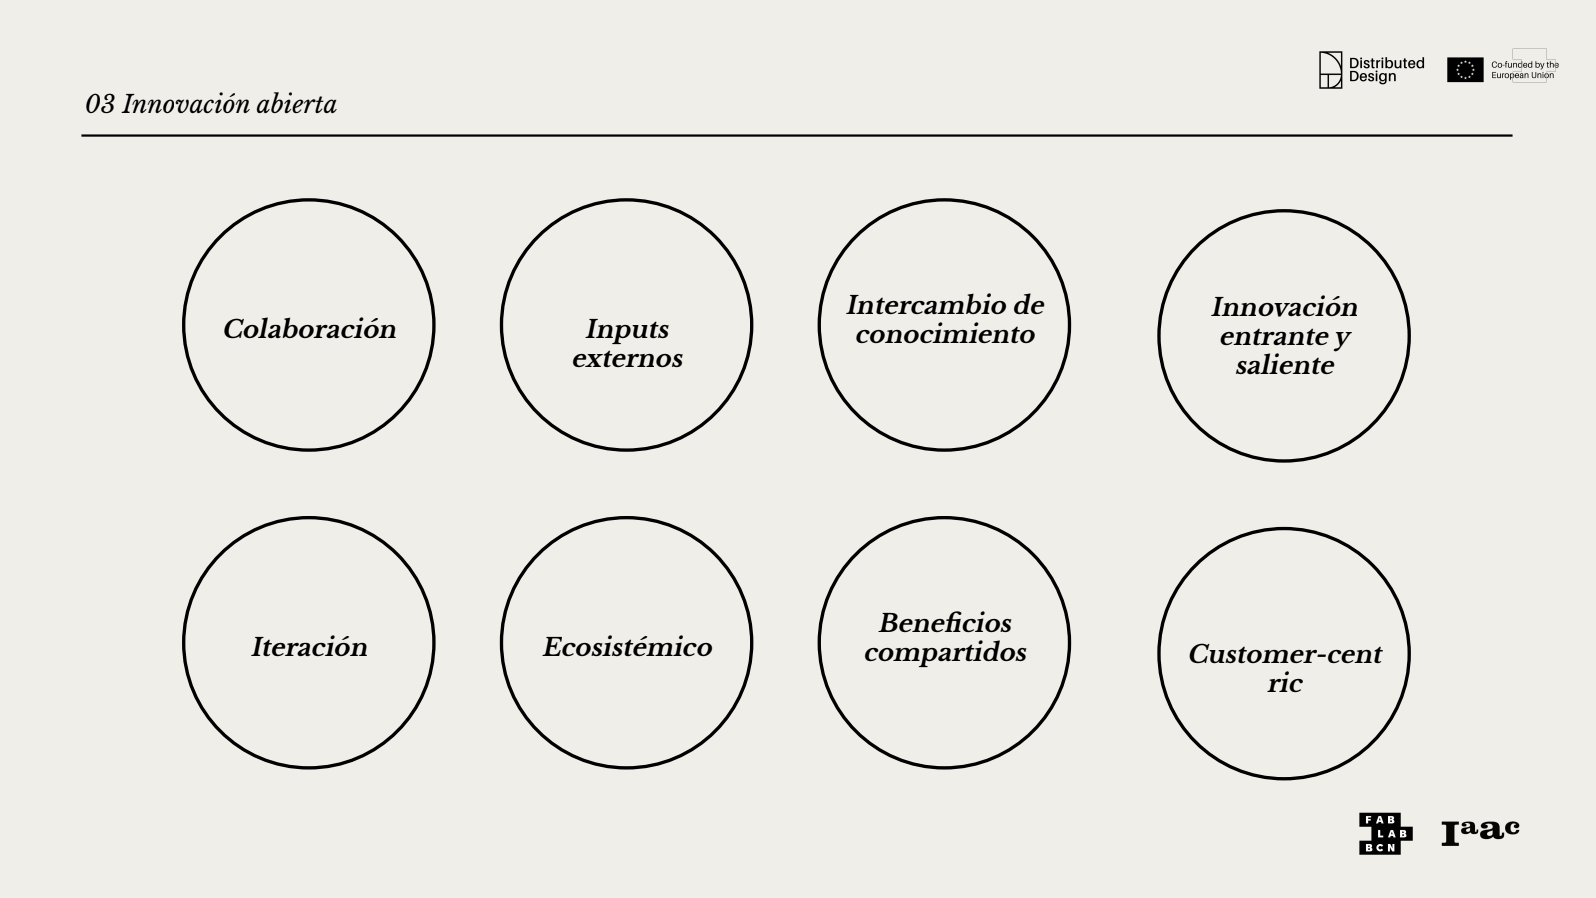 Distributed
Design
Co-funded by the
European Union
03 Innovación abierta
Colaboración
Inputs
externos
Intercambio de
conocimiento
Innovación
entrante y
saliente
Iteración
Ecosistémico
Beneficios
compartidos
Customer-cent
ric
FAB
LAB
BCN
Iaac